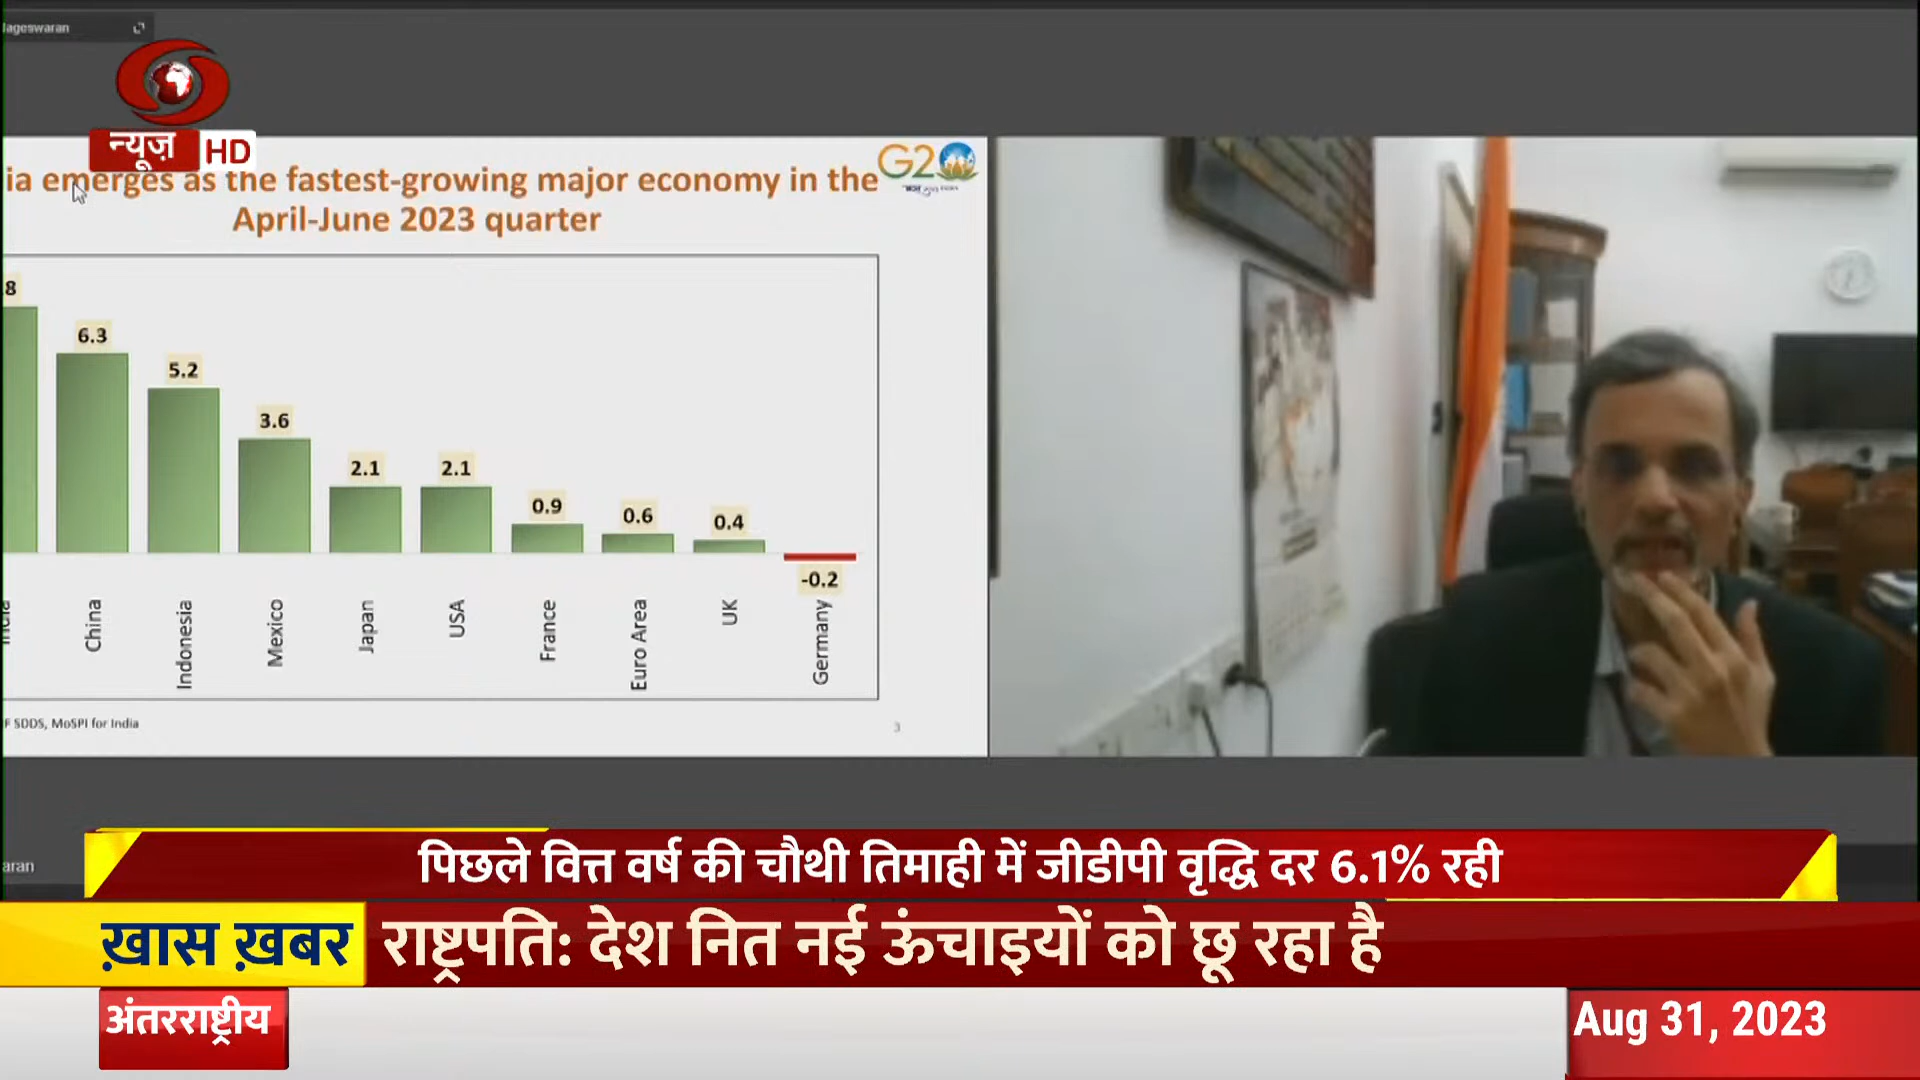 lageswaran
न्यूज़ HD
ia emerges as the fastest-growing major economy in the
April-June 2023 quarter
G20
8
6.3
5.2
3.6
2.1
2.1
0.9
0.6
0.4
-0.2
China
Indonesia
Mexico
Japan
USA
France
Euro Area
UK
Germany
F SDDS, MoSPI for India
3
aran
पिछले वित्त वर्ष की चौथी तिमाही में जीडीपी वृद्धि दर 6.1% रही
ख़ास ख़बर राष्ट्रपति: देश नित नई ऊंचाइयों को छू रहा है
अंतरराष्ट्रीय
Aug 31, 2023